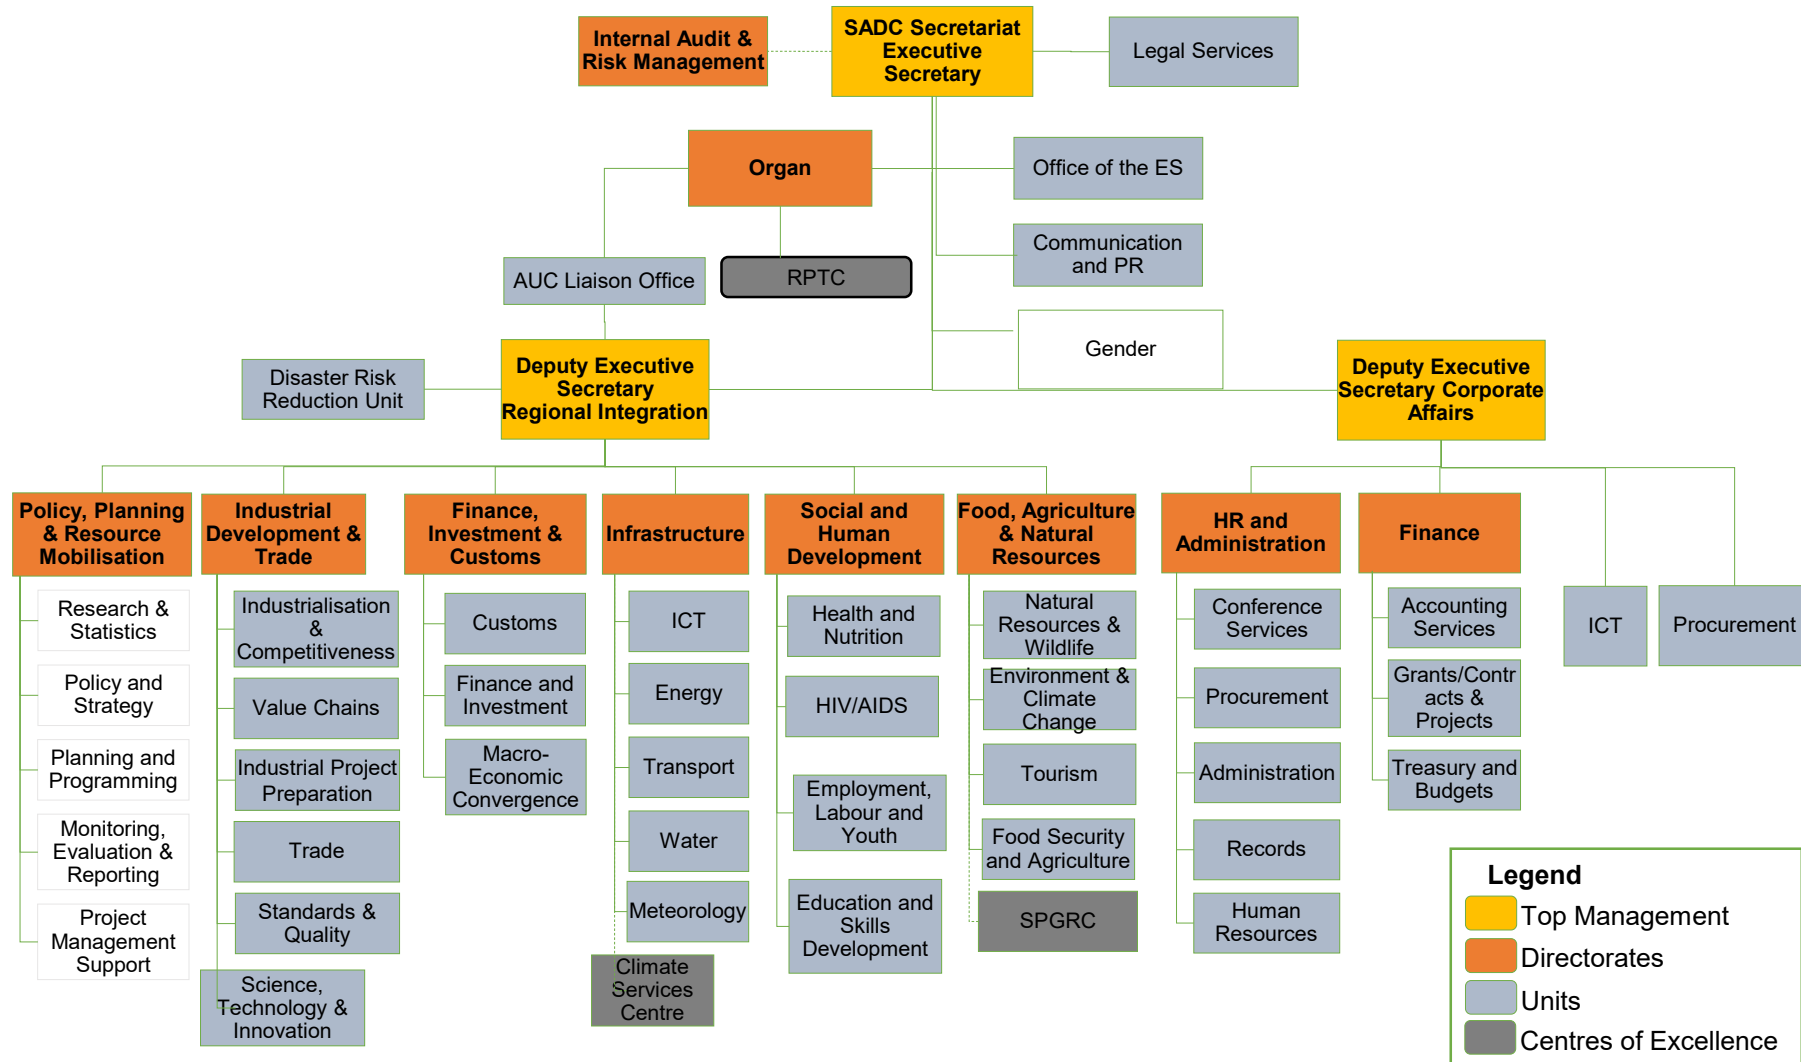 Internal Audit &
Risk Management
SADC Secretariat
Executive
Secretary
Legal Services
Organ
Office of the ES
Communication
and PR
AUC Liaison Office
RPTC
Gender
Disaster Risk
Reduction Unit
Deputy Executive
Secretary
Regional Integration
Deputy Executive
Secretary Corporate
Affairs
Policy, Planning
& Resource
Mobilisation
Industrial
Development &
Trade
Finance,
Investment &
Customs
Infrastructure
Social and
Human
Development
Food, Agriculture
& Natural
Resources
HR and
Administration
Finance
Research &
Statistics
Policy and
Strategy
Planning and
Programming
Monitoring,
Evaluation &
Reporting
Project
Management
Support
Industrialisation
&
Competitiveness
Value Chains
Industrial Project
Preparation
Trade
Standards &
Quality
Science,
Technology &
Innovation
Customs
Finance and
Investment
Macro-
Economic
Convergence
ICT
Energy
Transport
Water
Meteorology
Climate
Services
Centre
Health and
Nutrition
HIV/AIDS
Employment,
Labour and
Youth
Education and
Skills
Development
Natural
Resources &
Wildlife
Environment &
Climate
Change
Tourism
Food Security
and Agriculture
SPGRC
Conference
Services
Procurement
Administration
Records
Human
Resources
Accounting
Services
Grants/Contr
acts &
Projects
Treasury and
Budgets
ICT
Procurement
Legend
Top Management
Directorates
Units
Centres of Excellence